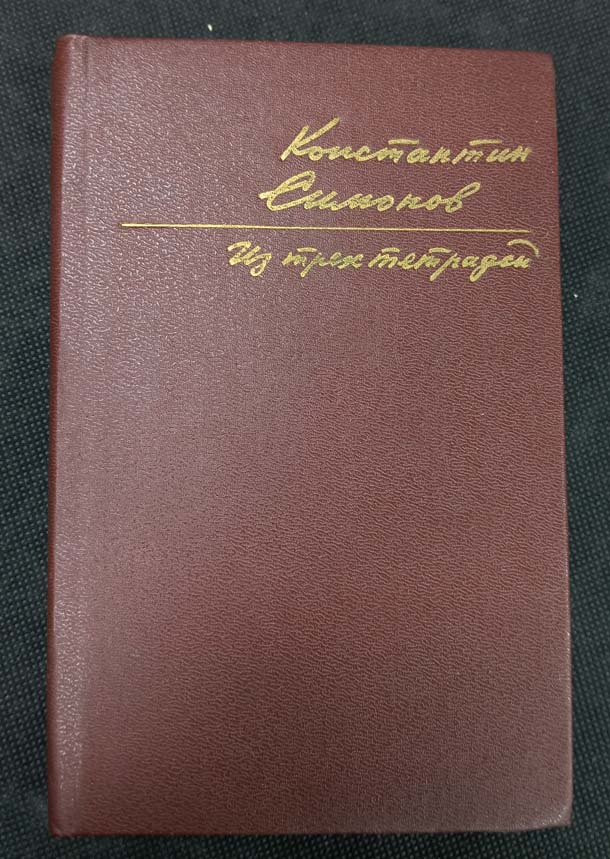 Константин
Симонов
Из трех тетрадей